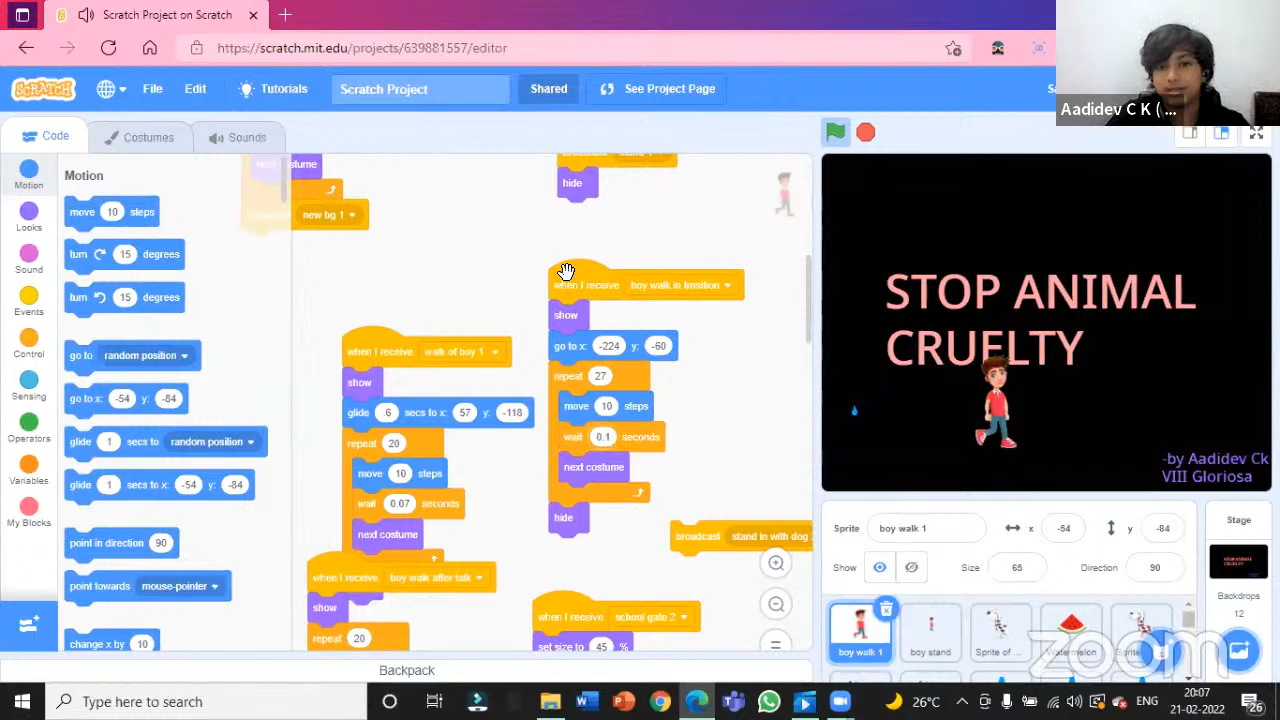 Scratch Project on Scratch
https://scratch.mit.edu/projects/639881557/editor
SCRATCH
File
Edit
Tutorials
Scratch Project
Shared
See Project Page
Aadidev C K ( ...
Code
Costumes
Sounds
Motion
Looks
Sound
Events
Control
Sensing
Operators
Variables
My Blocks
Motion
move 10 steps
turn 15 degrees
turn 15 degrees
go to random position
go to x: -54 y: -84
glide 1 secs to random position
glide 1 secs to x: -54 y: -84
point in direction 90
point towards mouse-pointer
change x by 10
next costume
new bg 1
hide
when I receive walk of boy 1
show
glide .6 secs to x: 57 y: -118
repeat 20
move 10 steps
wait 0.07 seconds
next costume
when I receive boy walk after talk
show
repeat 20
when I receive boy walk in trnsition
show
go to x: -224 y: -60
repeat 27
move 10 steps
wait 0.1 seconds
next costume
hide
broadcast stand in with dog
when I receive school gate 2
set size to 45 %
STOP ANIMAL
CRUELTY
-by Aadidev Ck
VIII Gloriosa
Sprite boy walk 1 x -54 y -84
Show Size 65 Direction 90
Stage
Backdrops
12
boy walk 1
boy stand
Sprite of ...
Watermelon
Sprite
zoom
Backpack
Type here to search
26°C
ENG
20:07
21-02-2022
26